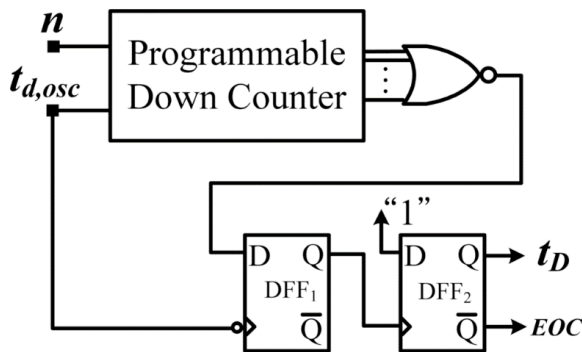 n
Programmable
Down Counter
t_{d,osc}
“1”
D Q
DFF₁
Q̅
D Q
DFF₂
Q̅
t_D
EOC